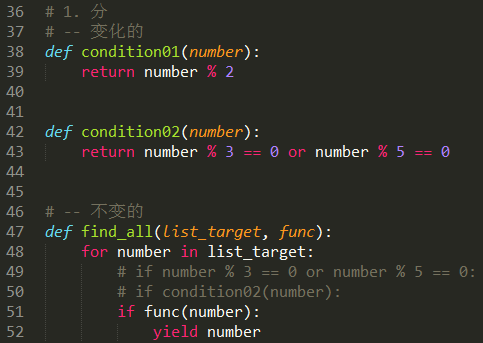 36 # 1. 分
37 # -- 变化的
38 def condition01(number):
39     return number % 2
40
41
42 def condition02(number):
43     return number % 3 == 0 or number % 5 == 0
44
45
46 # -- 不变的
47 def find_all(list_target, func):
48     for number in list_target:
49         # if number % 3 == 0 or number % 5 == 0:
50         # if condition02(number):
51         if func(number):
52             yield number